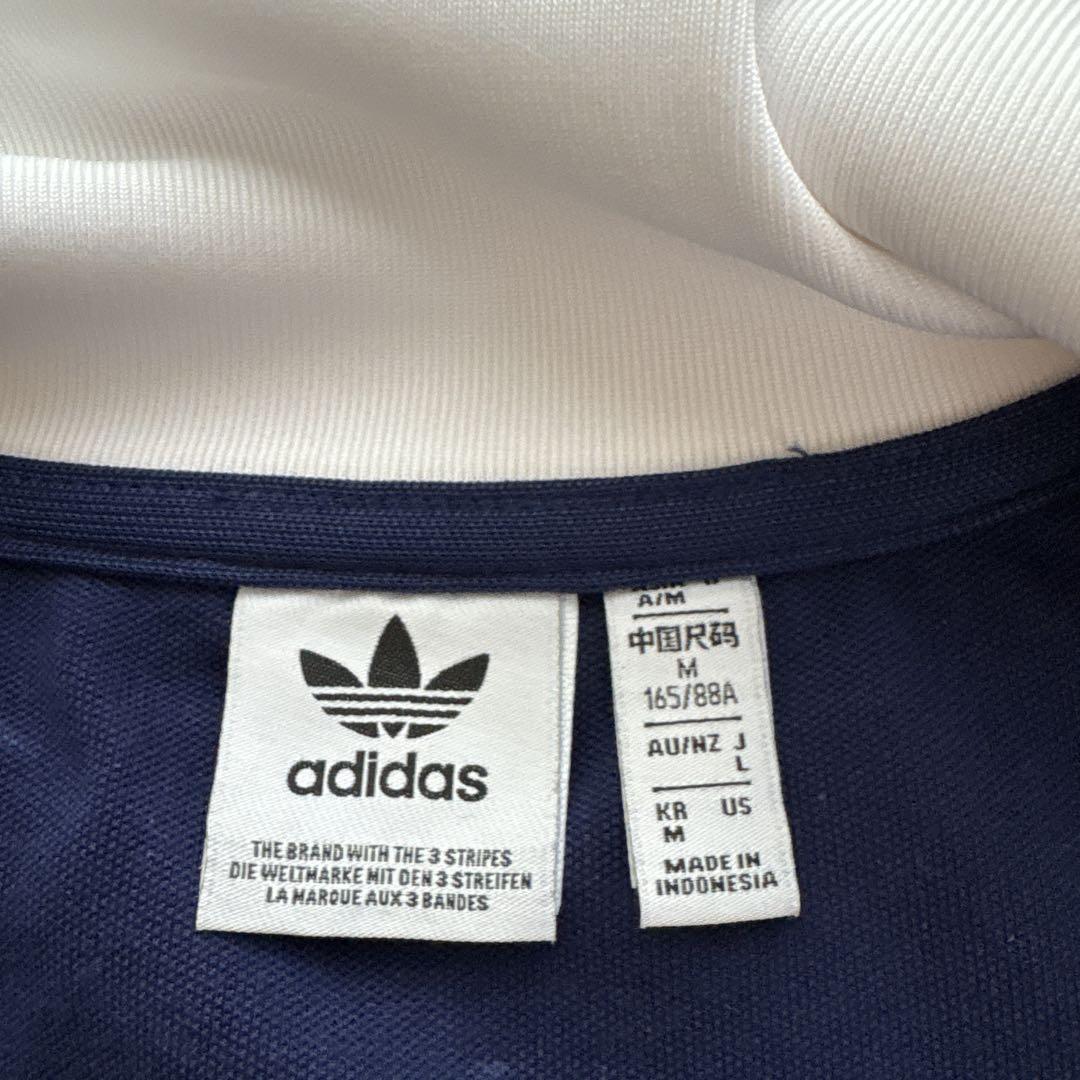 adidas
THE BRAND WITH THE 3 STRIPES
DIE WELTMARKE MIT DEN 3 STREIFEN
LA MARQUE AUX 3 BANDES
A/M
中国尺码
M
165/88A
AU/NZ J
L
KR US
M
MADE IN
INDONESIA